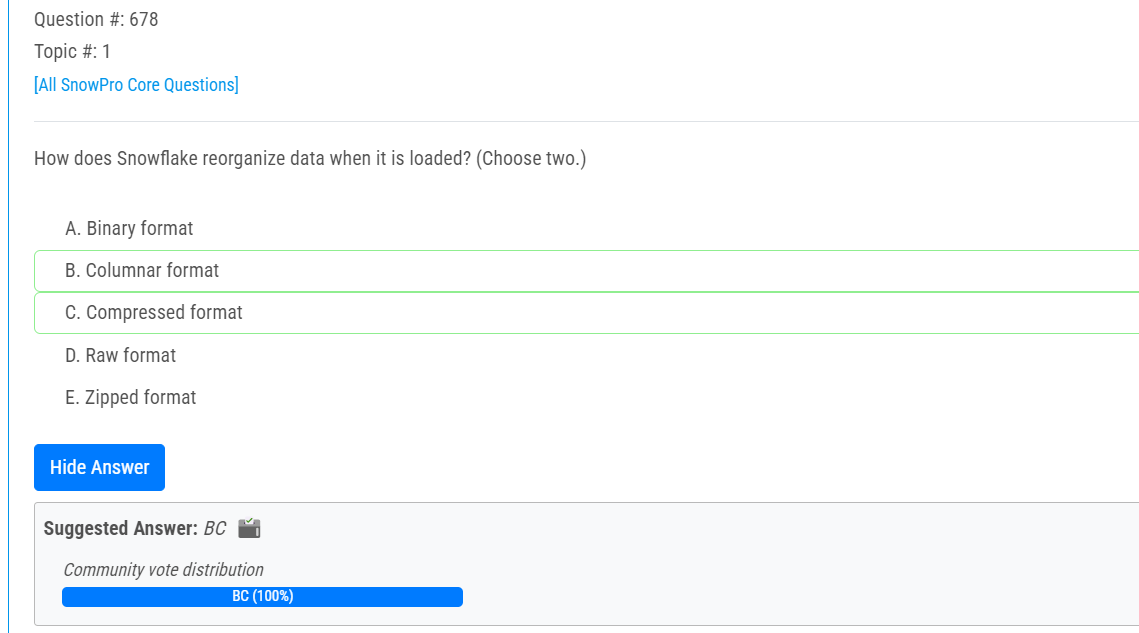 Question #: 678
Topic #: 1
[All SnowPro Core Questions]
How does Snowflake reorganize data when it is loaded? (Choose two.)
A. Binary format
B. Columnar format
C. Compressed format
D. Raw format
E. Zipped format
Hide Answer
Suggested Answer: BC
Community vote distribution
BC (100%)